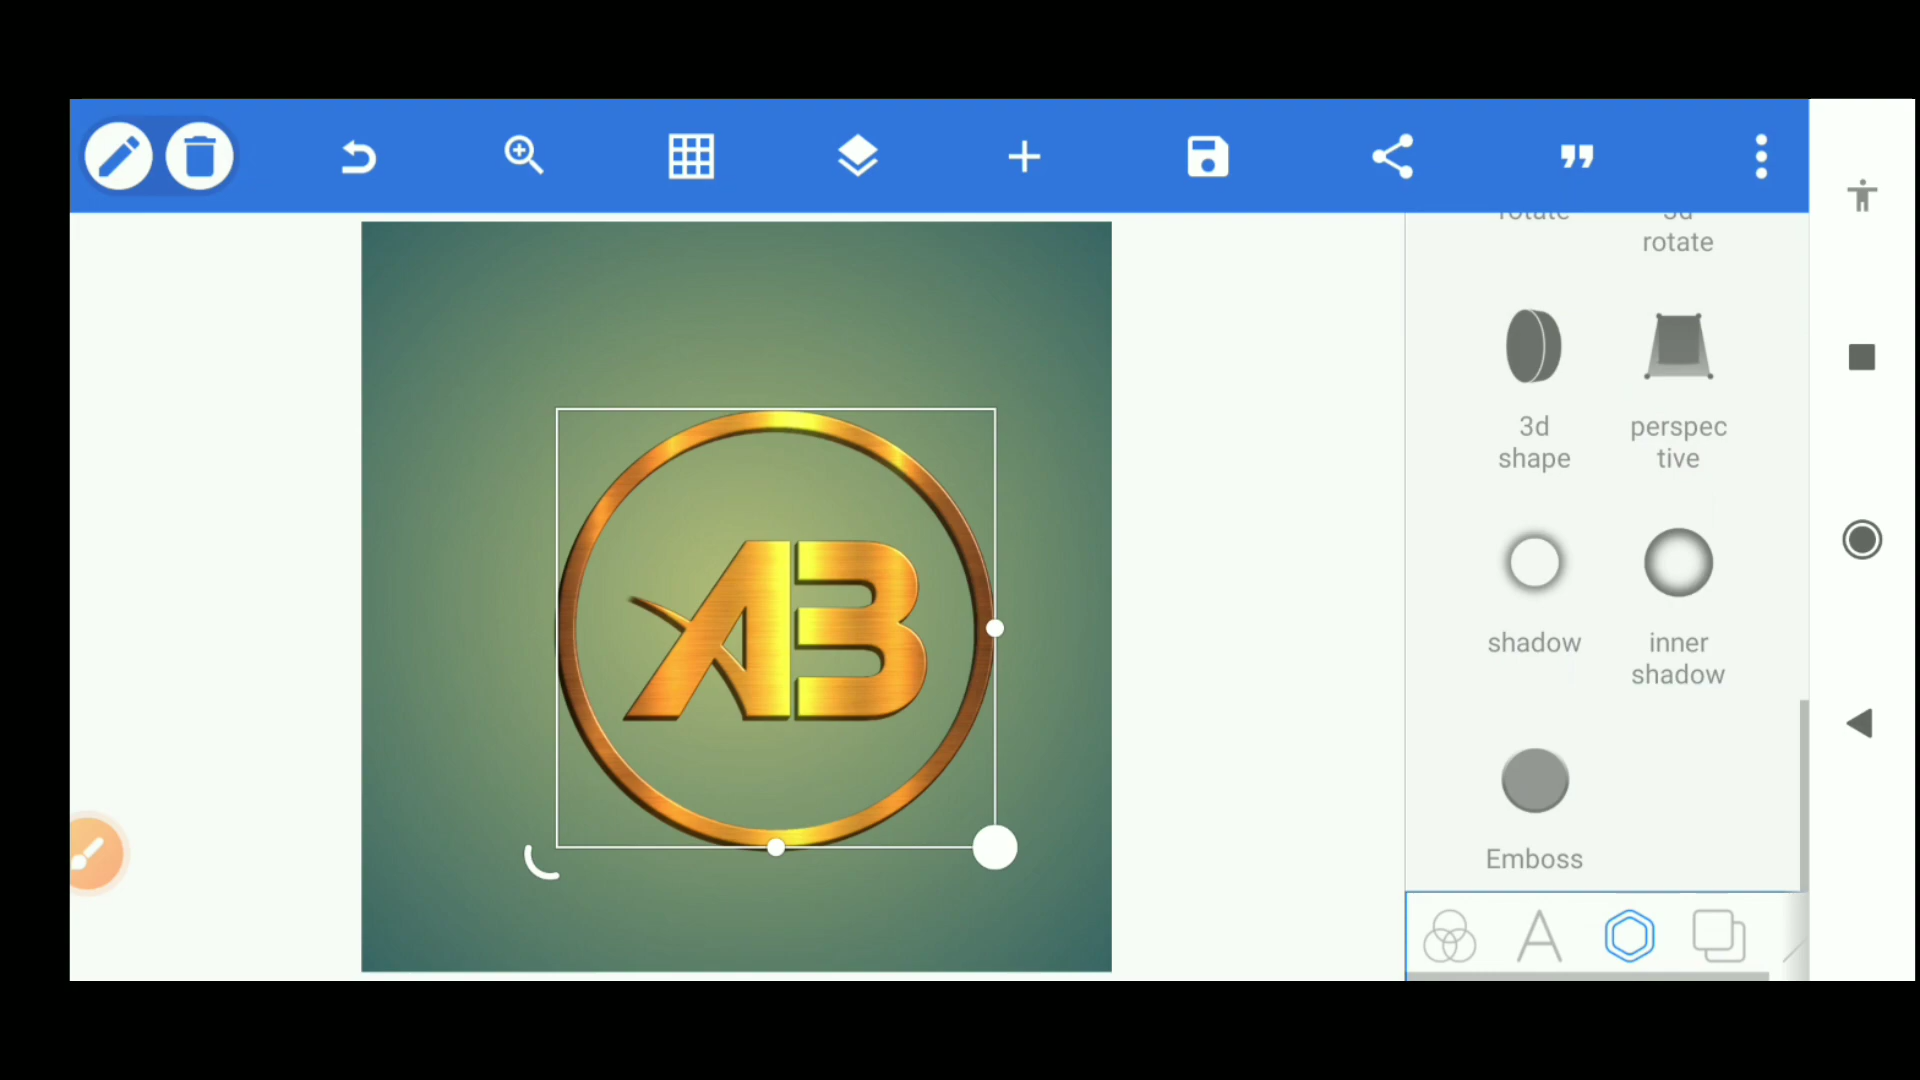 rotate
3d
rotate
3d
shape
perspec
tive
shadow
inner
shadow
Emboss
AB